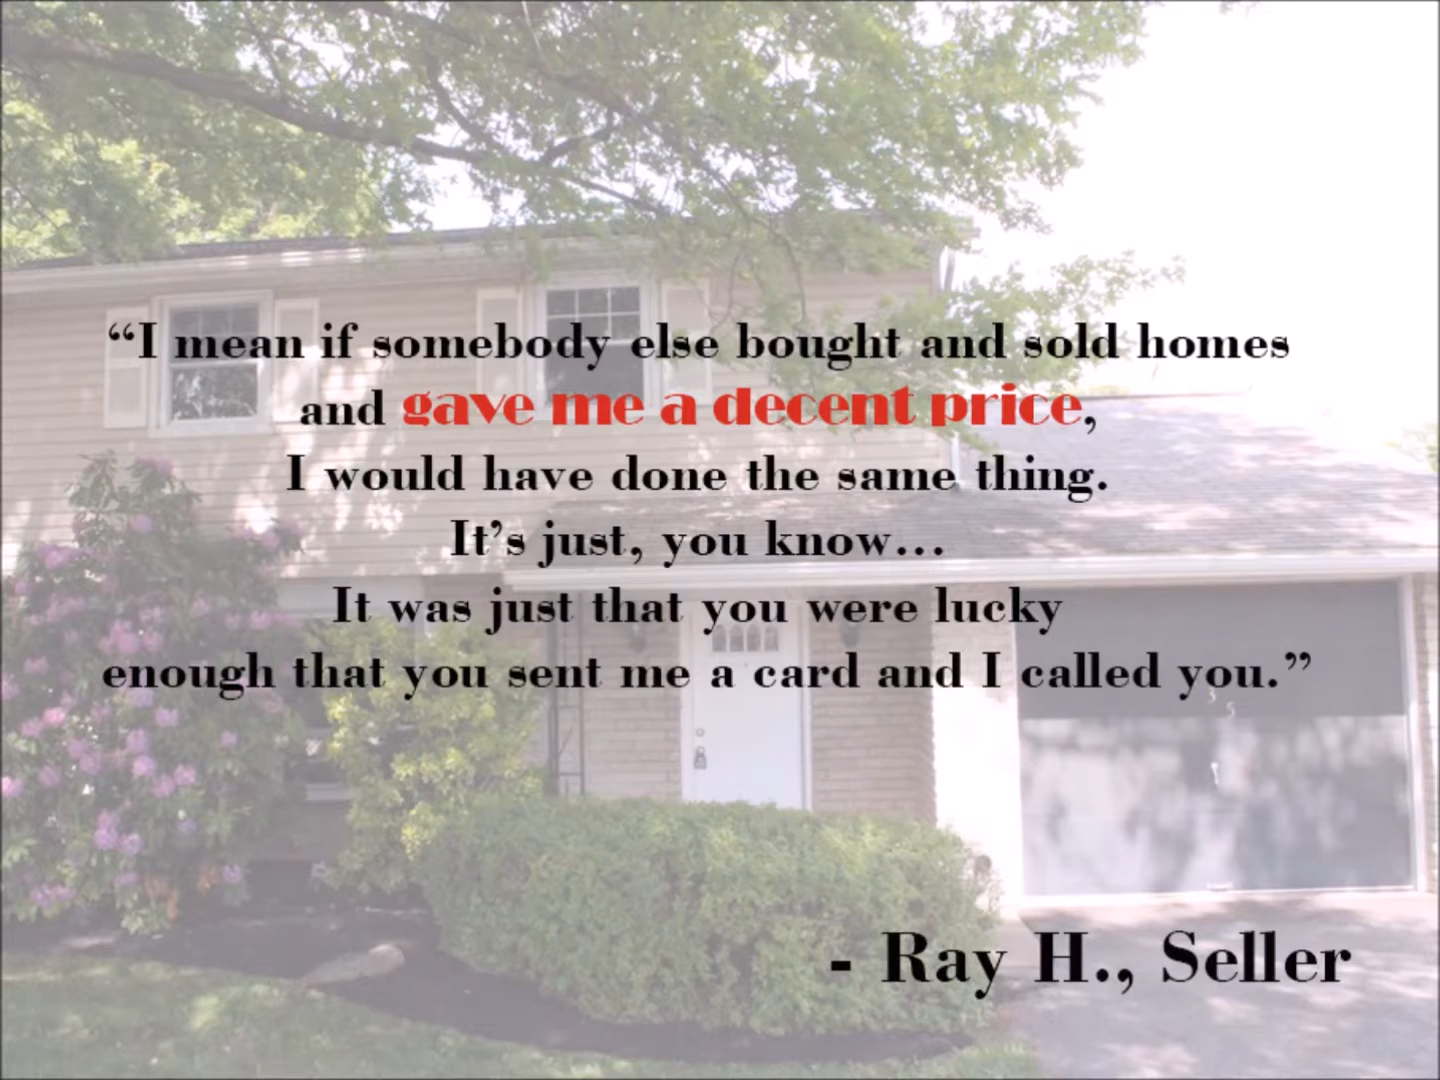 “I mean if somebody else bought and sold homes
and gave me a decent price,
I would have done the same thing.
It’s just, you know...
It was just that you were lucky
enough that you sent me a card and I called you.”
- Ray H., Seller